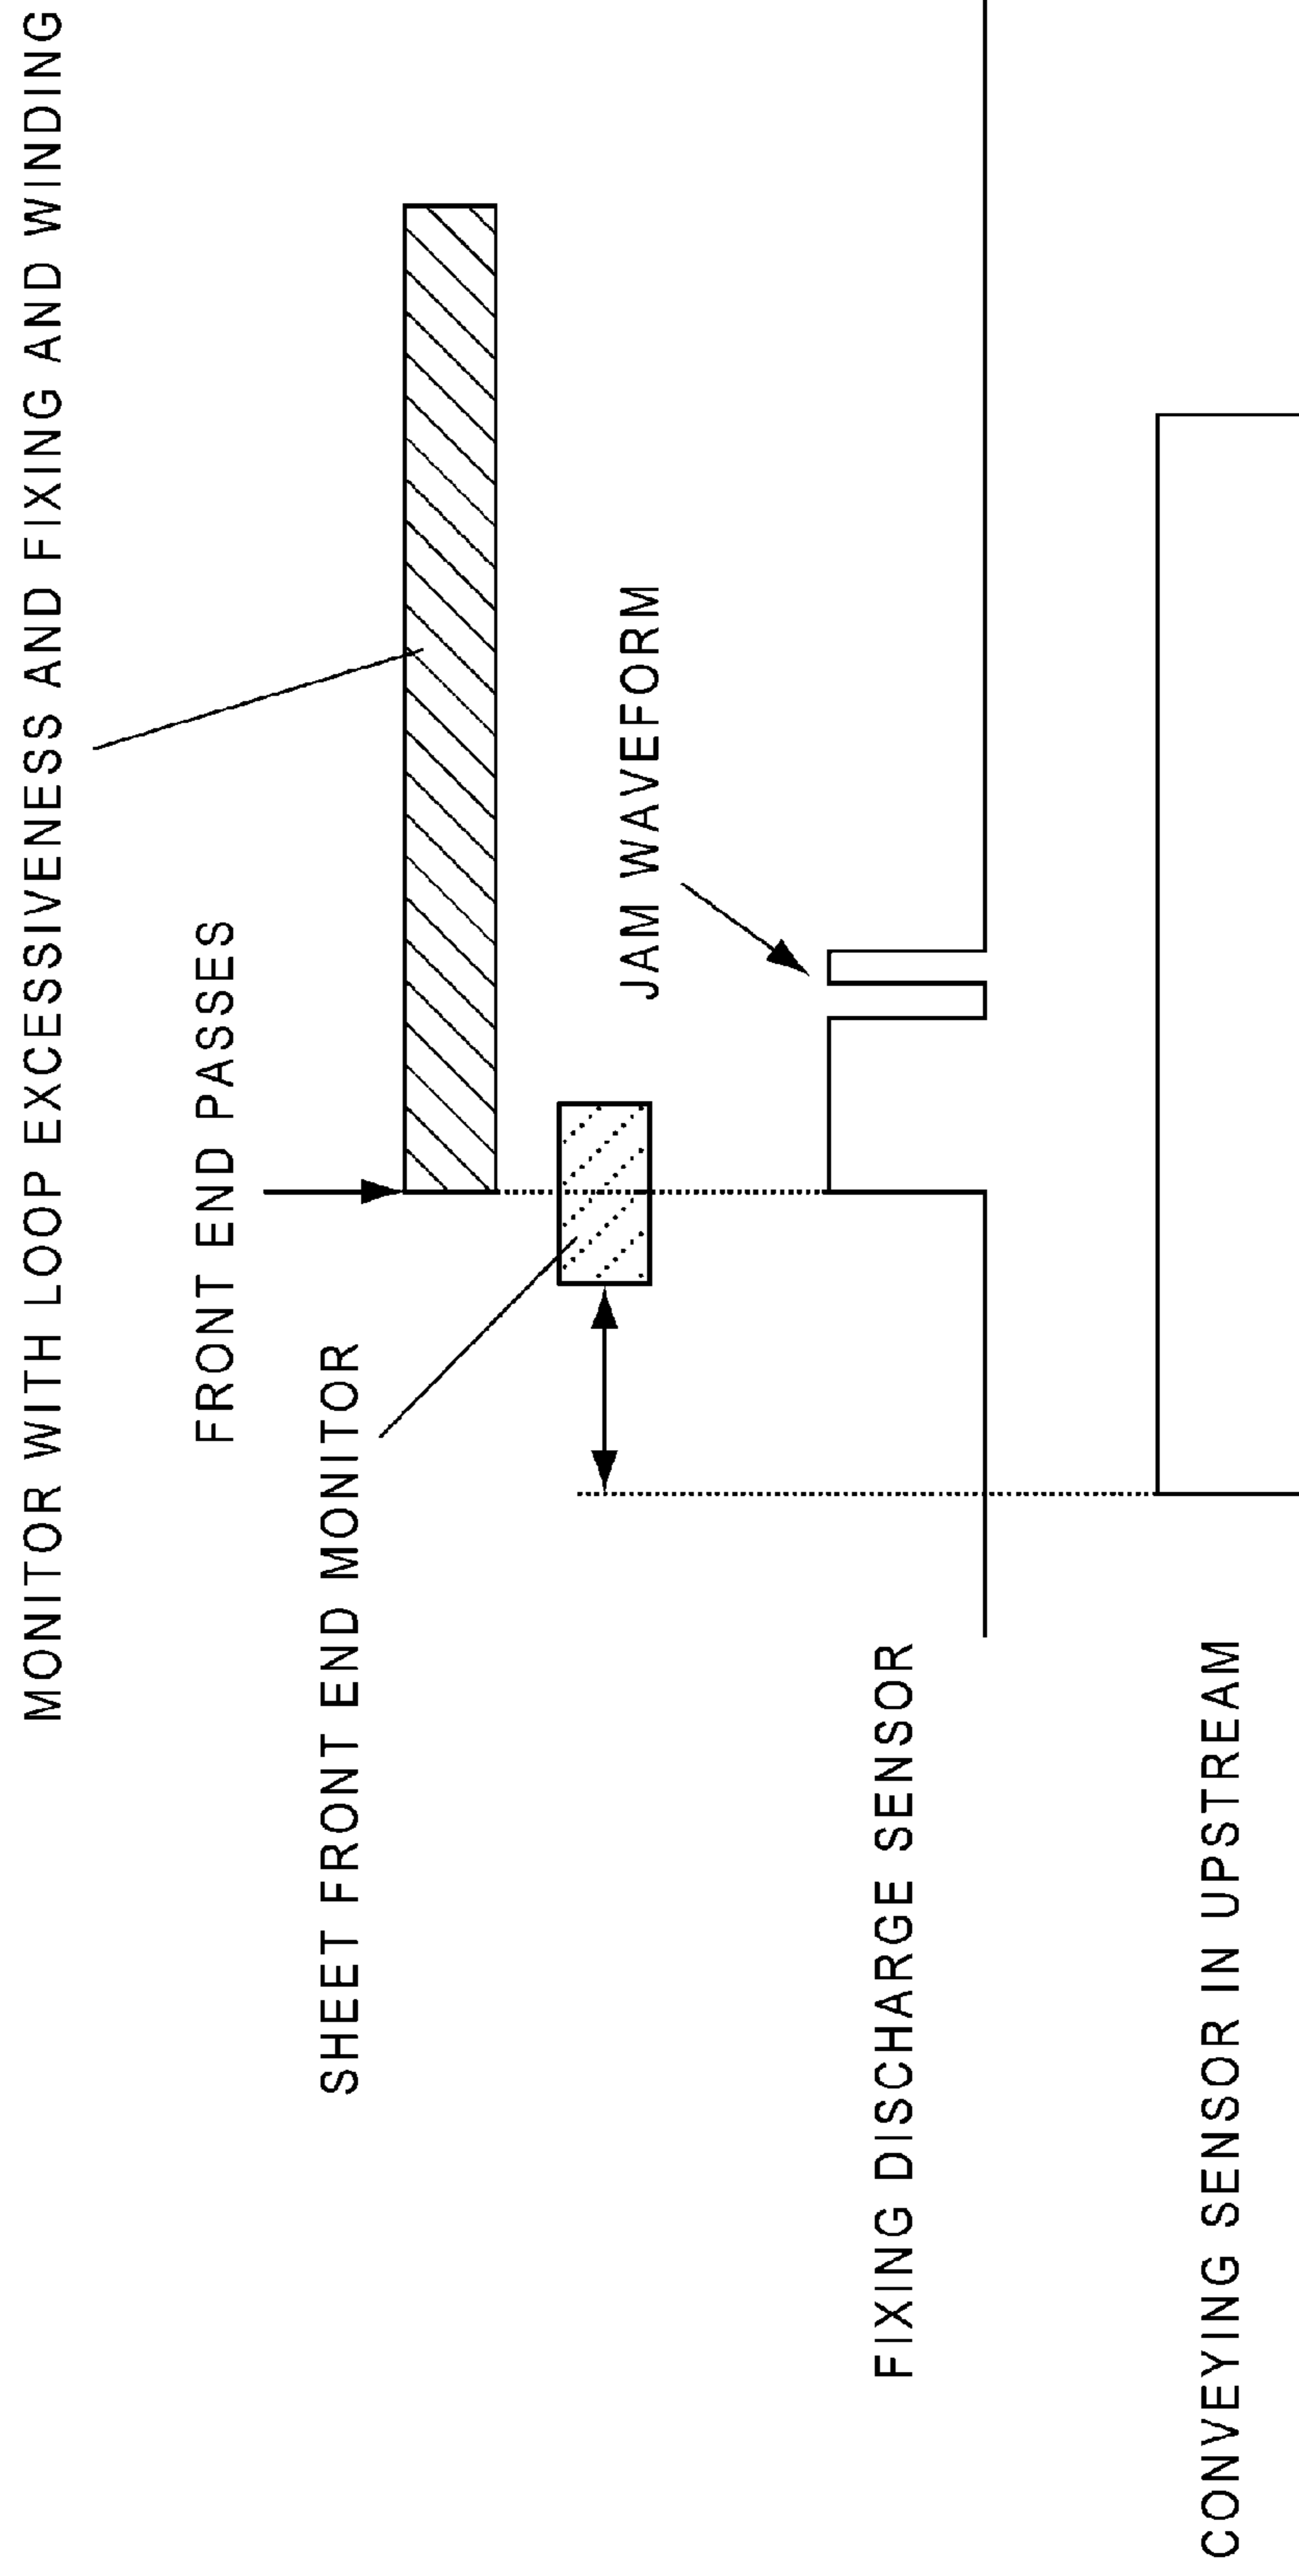 MONITOR WITH LOOP EXCESSIVENESS AND FIXING AND WINDING
FRONT END PASSES
SHEET FRONT END MONITOR
JAM WAVEFORM
FIXING DISCHARGE SENSOR
CONVEYING SENSOR IN UPSTREAM